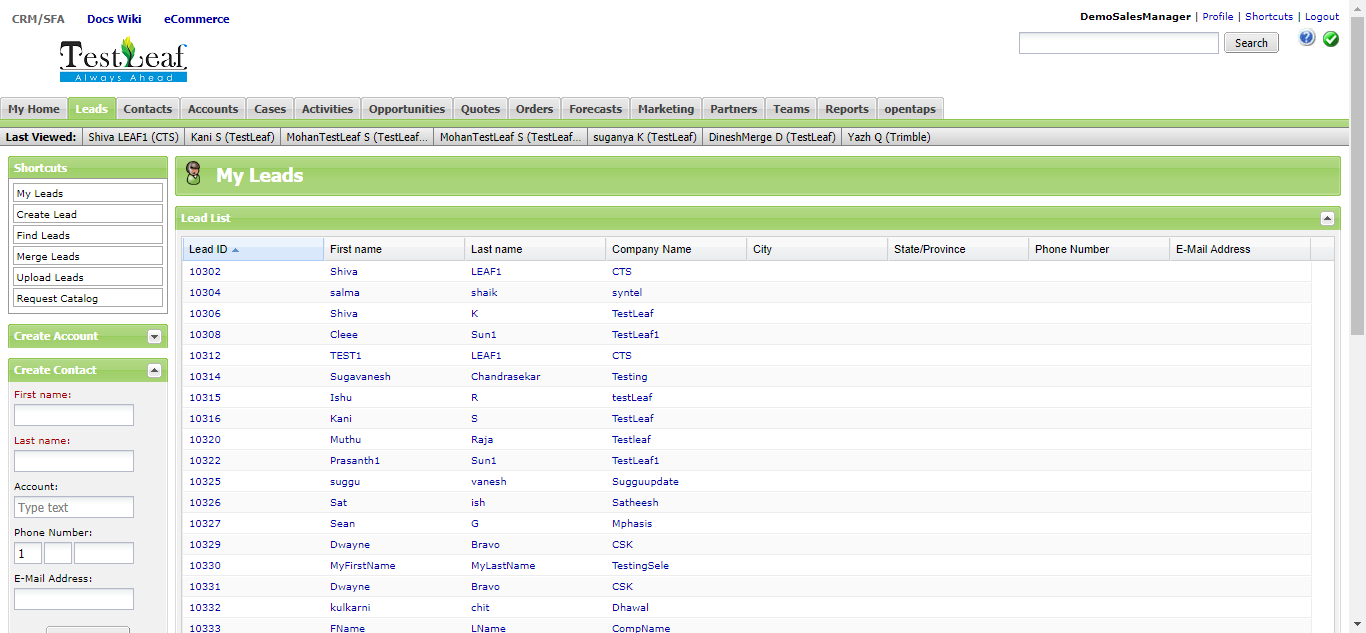 CRM/SFA Docs Wiki eCommerce
DemoSalesManager | Profile | Shortcuts | Logout
TestLeaf
Always Ahead
Search
?
My Home Leads Contacts Accounts Cases Activities Opportunities Quotes Orders Forecasts Marketing Partners Teams Reports opentaps
Last Viewed: Shiva LEAF1 (CTS) Kani S (TestLeaf) MohanTestLeaf S (TestLeaf... MohanTestLeaf S (TestLeaf... suganya K (TestLeaf) DineshMerge D (TestLeaf) Yazh Q (Trimble)
Shortcuts
My Leads
Create Lead
Find Leads
Merge Leads
Upload Leads
Request Catalog
Create Account
Create Contact
First name:
Last name:
Account:
Type text
Phone Number:
1
E-Mail Address:
My Leads
Lead List
Lead ID First name Last name Company Name City State/Province Phone Number E-Mail Address
10302 Shiva LEAF1 CTS
10304 salma shaik syntel
10306 Shiva K TestLeaf
10308 Cleee Sun1 TestLeaf1
10312 TEST1 LEAF1 CTS
10314 Sugavanesh Chandrasekar Testing
10315 Ishu R testLeaf
10316 Kani S TestLeaf
10320 Muthu Raja Testleaf
10322 Prasanth1 Sun1 TestLeaf1
10325 suggu vanesh Sugguupdate
10326 Sat ish Satheesh
10327 Sean G Mphasis
10329 Dwayne Bravo CSK
10330 MyFirstName MyLastName TestingSele
10331 Dwayne Bravo CSK
10332 kulkarni chit Dhawal
10333 FName LName CompName